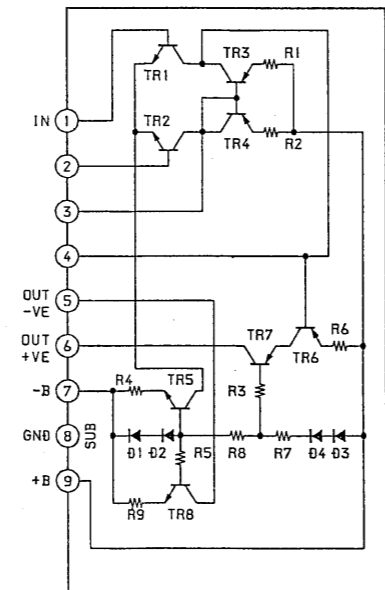 TR3
R1
TR1
IN
1
TR2
TR4
R2
2
3
4
OUT
-VE
5
TR7
R6
OUT
+VE
6
TR6
R4
TR5
R3
-B
7
GND
8
SUB
D1
D2
R5
R8
R7
D4
D3
+B
9
R9
TR8